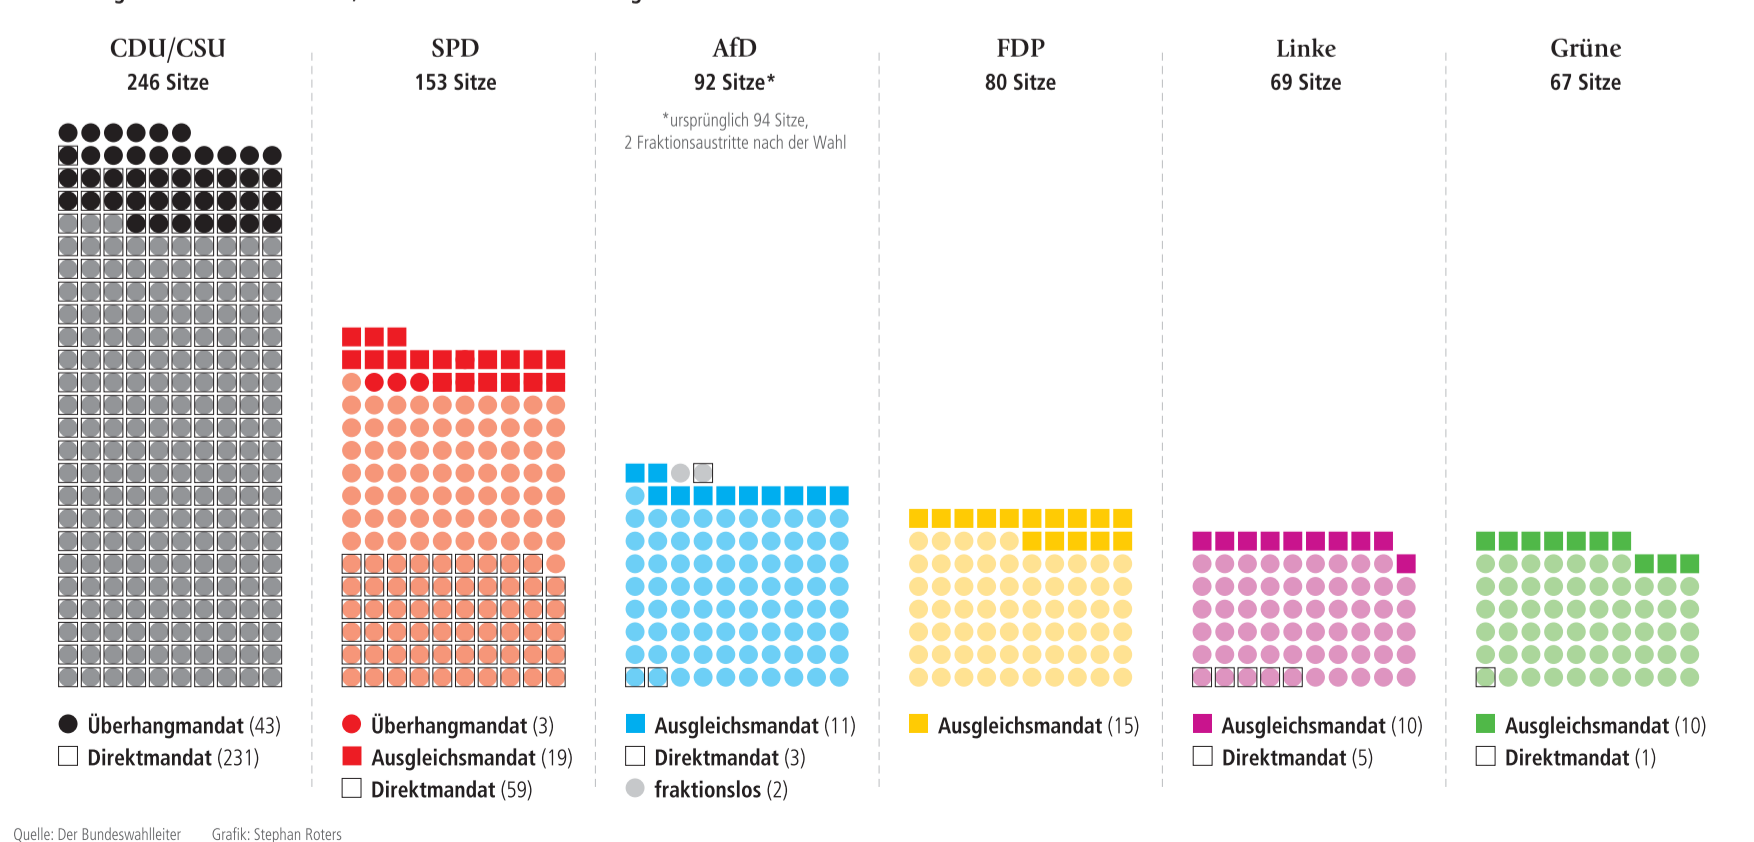 CDU/CSU
246 Sitze
SPD
153 Sitze
AfD
92 Sitze*
*ursprünglich 94 Sitze,
2 Fraktionsaustritte nach der Wahl
FDP
80 Sitze
Linke
69 Sitze
Grüne
67 Sitze
Überhangmandat (43)
Direktmandat (231)
Überhangmandat (3)
Ausgleichsmandat (19)
Direktmandat (59)
Ausgleichsmandat (11)
Direktmandat (3)
fraktionslos (2)
Ausgleichsmandat (15)
Ausgleichsmandat (10)
Direktmandat (5)
Ausgleichsmandat (10)
Direktmandat (1)
Quelle: Der Bundeswahlleiter Grafik: Stephan Roters